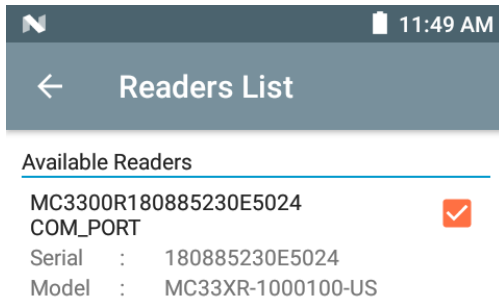 11:49 AM
Readers List
Available Readers
MC3300R180885230E5024
COM_PORT
Serial : 180885230E5024
Model : MC33XR-1000100-US